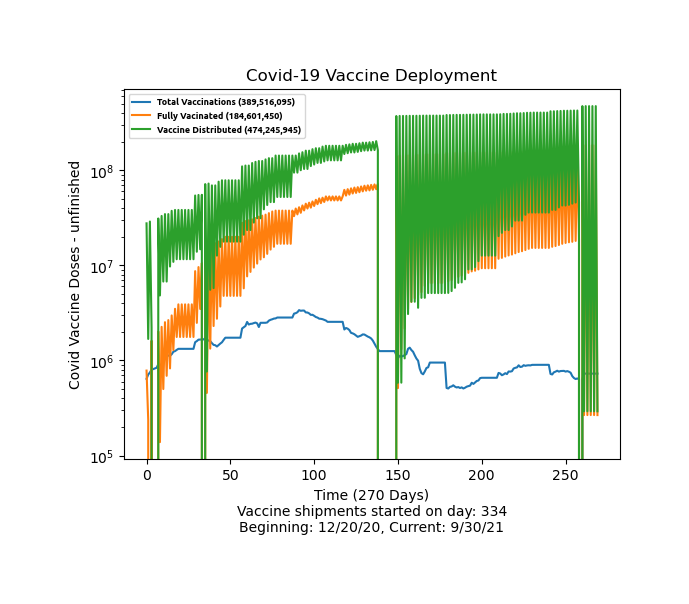 Covid-19 Vaccine Deployment
Total Vaccinations (389,516,095)
Fully Vacinated (184,601,450)
Vaccine Distributed (474,245,945)
Covid Vaccine Doses - unfinished
10^8
10^7
10^6
10^5
0 50 100 150 200 250
Time (270 Days)
Vaccine shipments started on day: 334
Beginning: 12/20/20, Current: 9/30/21